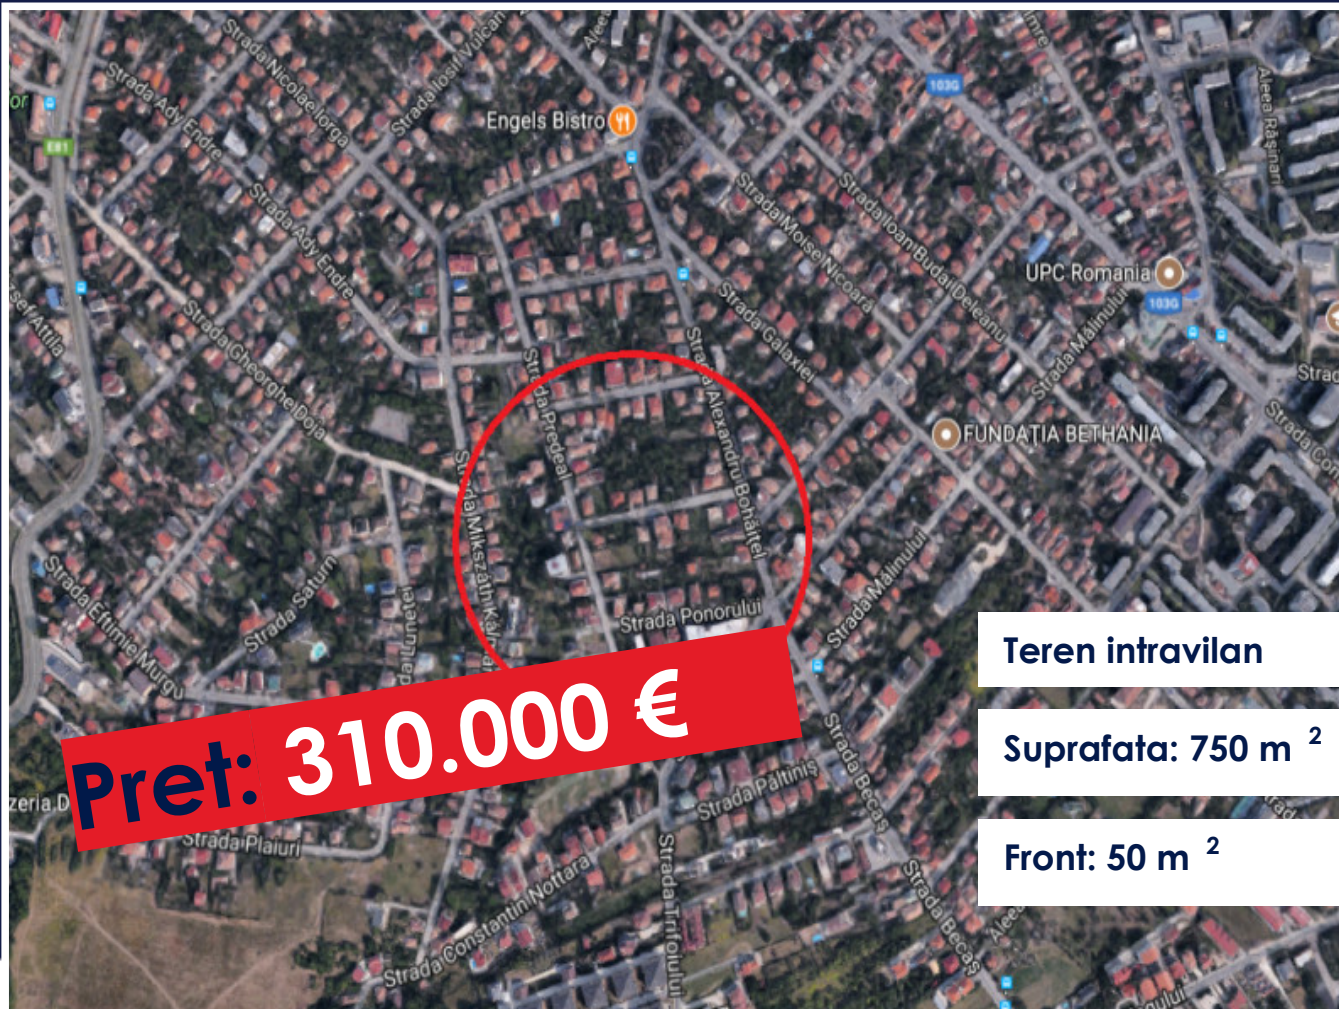 Strada Nicolae Iorga
Strada Iosif Vulcan
Strada Ady Endre
or
E81
Engels Bistro
103G
Aleea Rășinari
Strada Ady Endre
Strada Moise Nicoară
Strada Ioan Budai Deleanu
UPC Romania
103G
Strada Gheorghe Doja
Strada Galaxiei
Strada Mălinului
Strada Predeal
Strada Alexandru Bohățel
FUNDAȚIA BETHANIA
Strada Mikszáth Kál
Strada Eftimie Murgu
Strada Saturn
Strada Ponorului
Strada Mălinului
Teren intravilan
Suprafata: 750 m ²
Front: 50 m ²
Pret: 310.000 €
zeria D
Strada Plaiuri
Strada Păltiniș
Strada Becaș
Strada Constantin Nottara
Strada Trifoiului
Strada Becaș